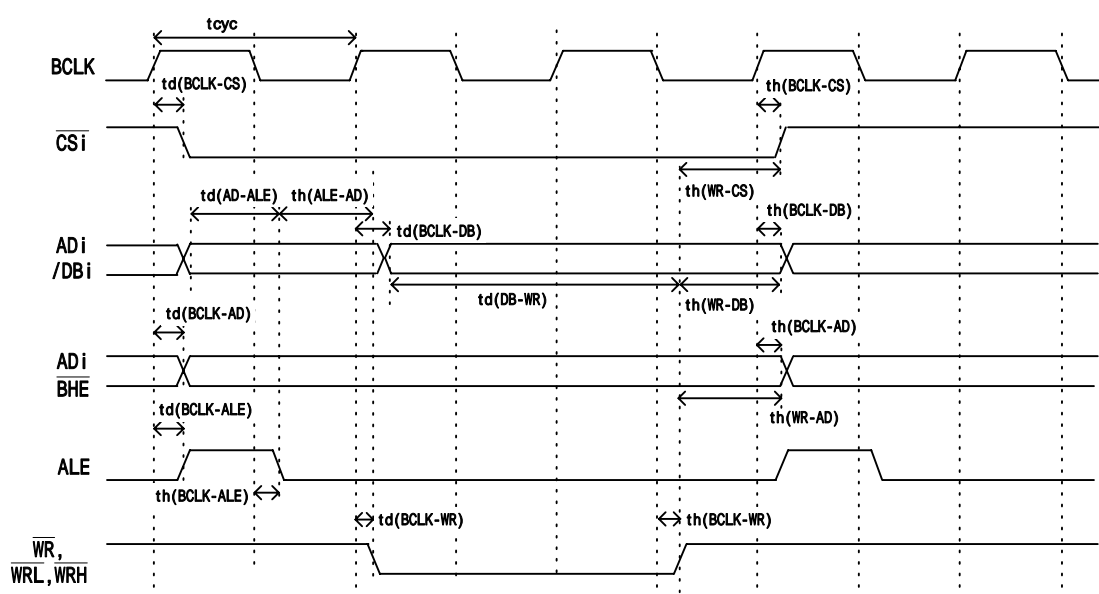 tcyc
BCLK
td(BCLK-CS)
th(BCLK-CS)
CSi
th(WR-CS)
td(AD-ALE)
th(ALE-AD)
th(BCLK-DB)
td(BCLK-DB)
ADi
/DBi
td(DB-WR)
th(WR-DB)
td(BCLK-AD)
th(BCLK-AD)
ADi
BHE
td(BCLK-ALE)
th(WR-AD)
ALE
th(BCLK-ALE)
td(BCLK-WR)
th(BCLK-WR)
WR,
WRL,WRH